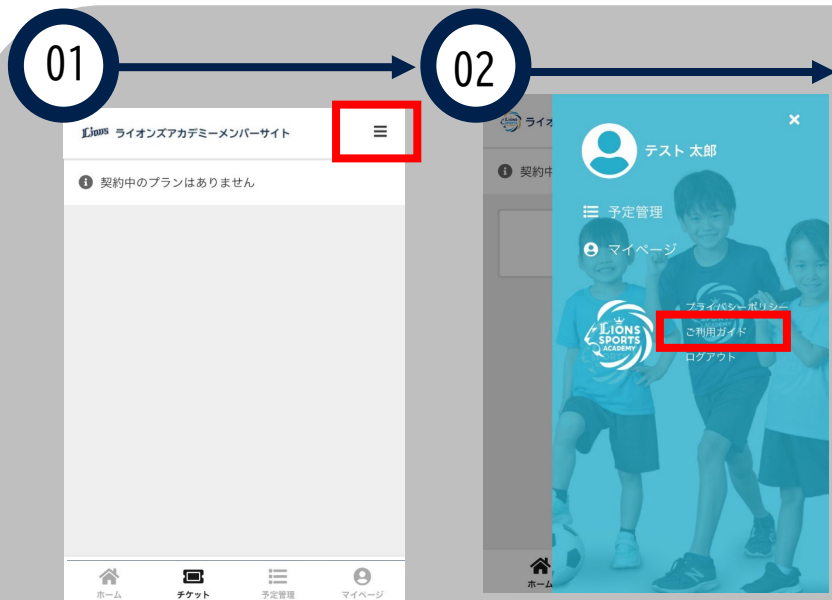 01
02
Lions ライオンズアカデミーメンバーサイト
契約中のプランはありません
ホーム
チケット
予定管理
マイページ
ライオ
契約中
テスト 太郎
予定管理
マイページ
プライバシーポリシー
ご利用ガイド
ログアウト
LIONS
SPORTS
ACADEMY
ホーム